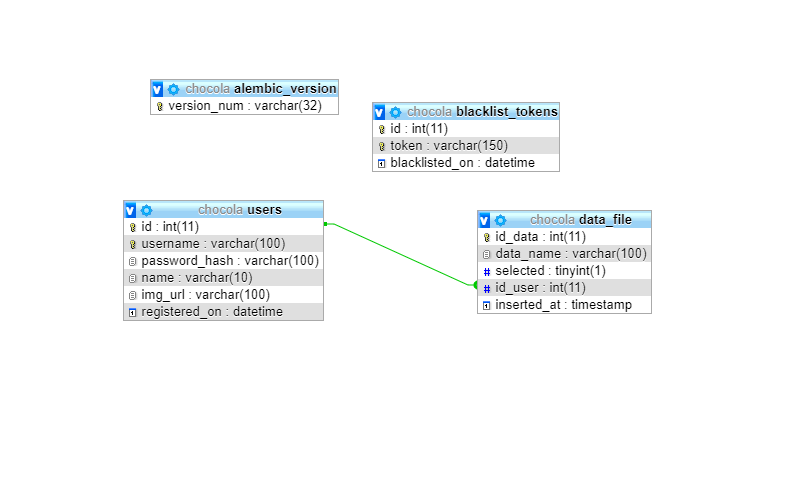 v chocola alembic_version
version_num : varchar(32)
v chocola blacklist_tokens
id : int(11)
token : varchar(150)
blacklisted_on : datetime
v chocola users
id : int(11)
username : varchar(100)
password_hash : varchar(100)
name : varchar(10)
img_url : varchar(100)
registered_on : datetime
v chocola data_file
id_data : int(11)
data_name : varchar(100)
# selected : tinyint(1)
# id_user : int(11)
inserted_at : timestamp